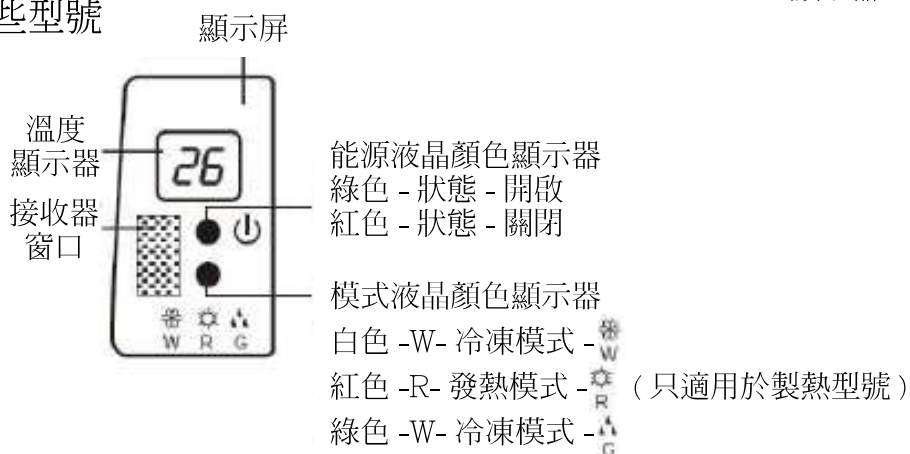 些型號
顯示屏
溫度
顯示器
26
接收器
窗口
W R G
能源液晶顏色顯示器
綠色 - 狀態 - 開啟
紅色 - 狀態 - 關閉
模式液晶顏色顯示器
白色 -W- 冷凍模式 - W
紅色 -R- 發熱模式 - R (只適用於製熱型號)
綠色 -W- 冷凍模式 - G